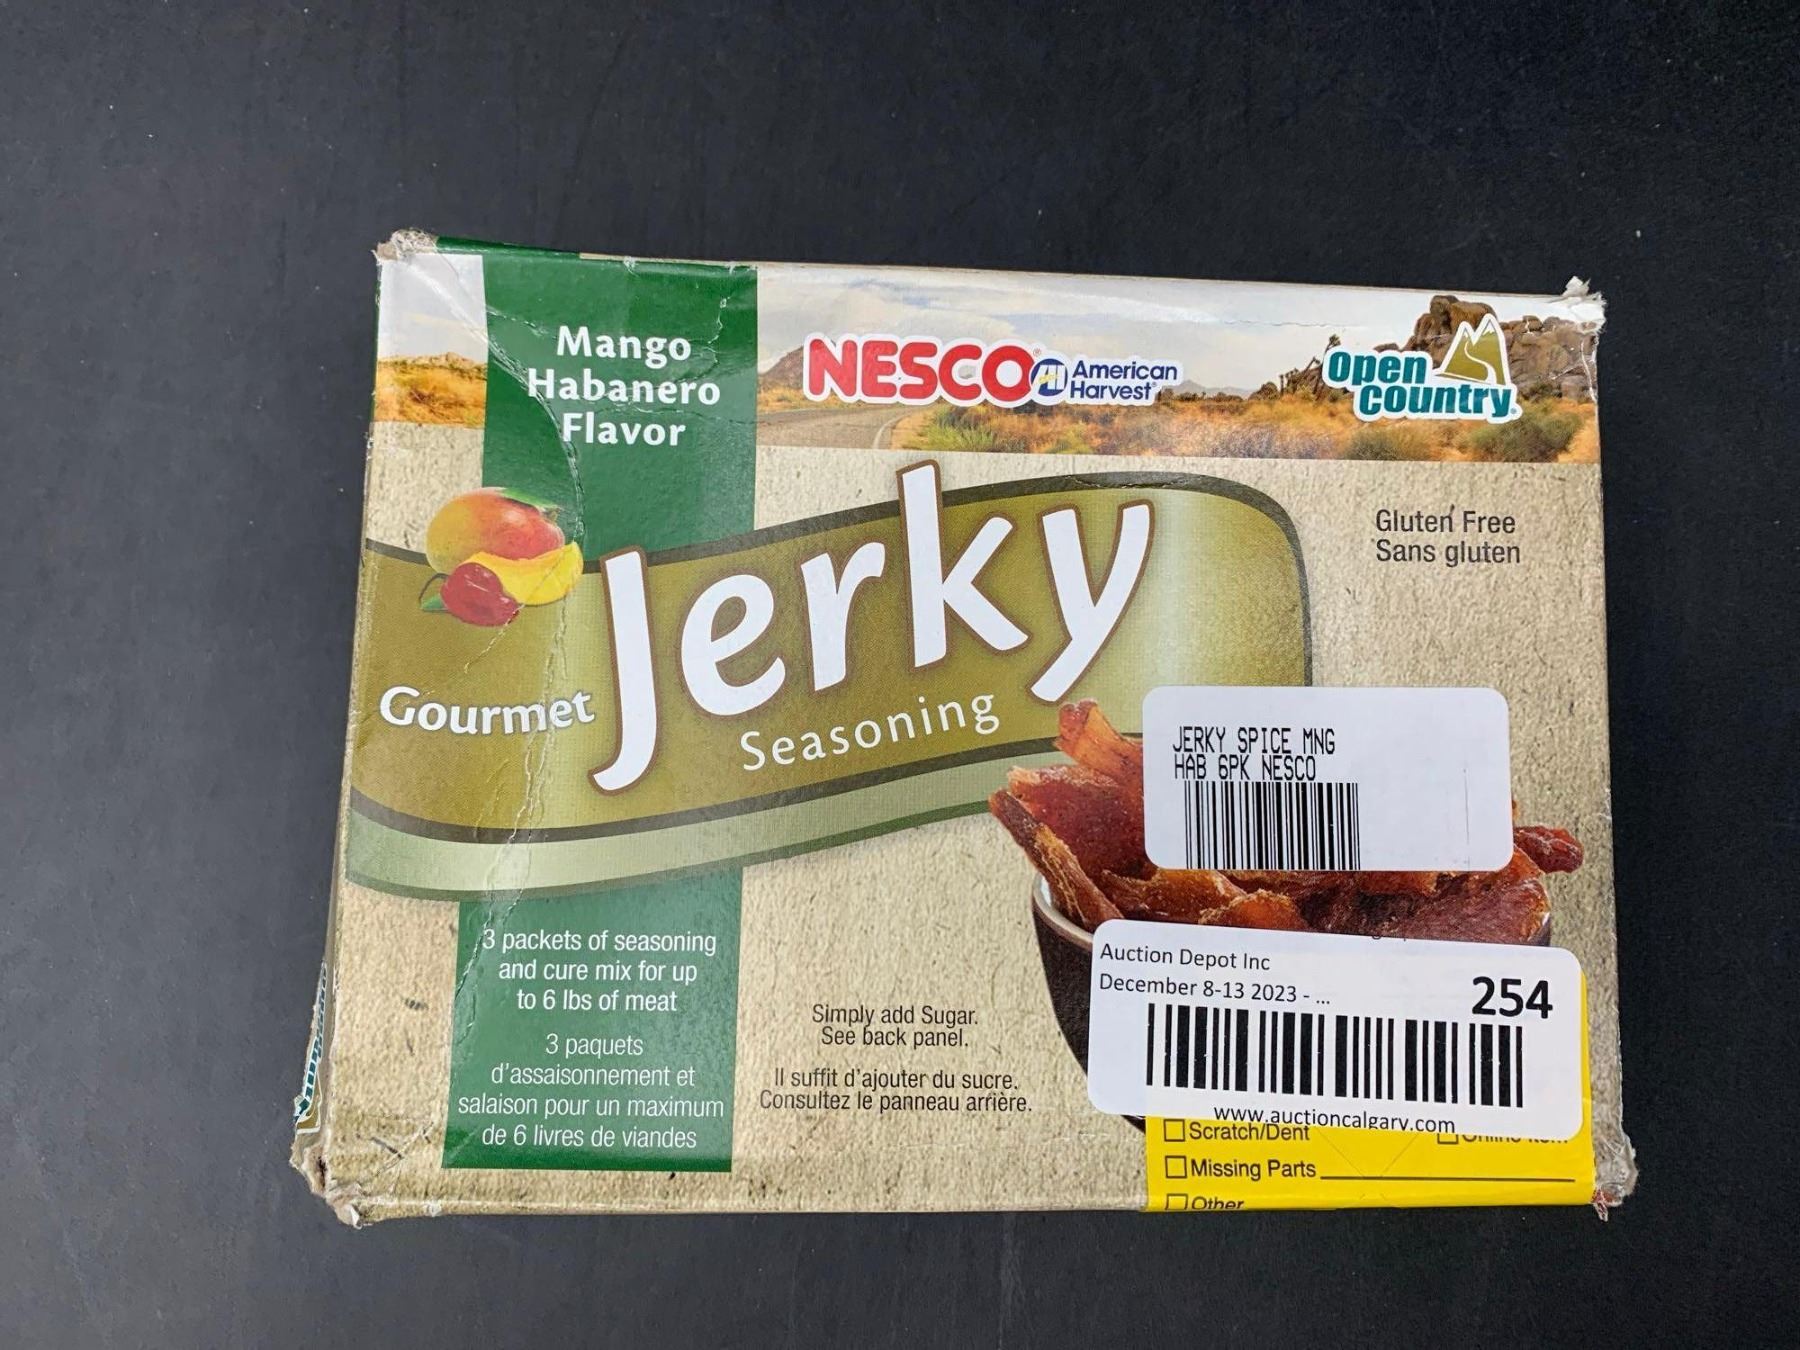 Mango
Habanero
Flavor
NESCO
American
Harvest
Open
Country
Gluten Free
Sans gluten
Gourmet
Jerky
Seasoning
JERKY SPICE MNG
HAB 6PK NESCO
3 packets of seasoning
and cure mix for up
to 6 lbs of meat
3 paquets
d'assaisonnement et
salaison pour un maximum
de 6 livres de viandes
Simply add Sugar.
See back panel.
Il suffit d'ajouter du sucre.
Consultez le panneau arrière.
Auction Depot Inc
December 8-13 2023 - ...
254
www.auctioncalgary.com
Scratch/Dent
Missing Parts
Other